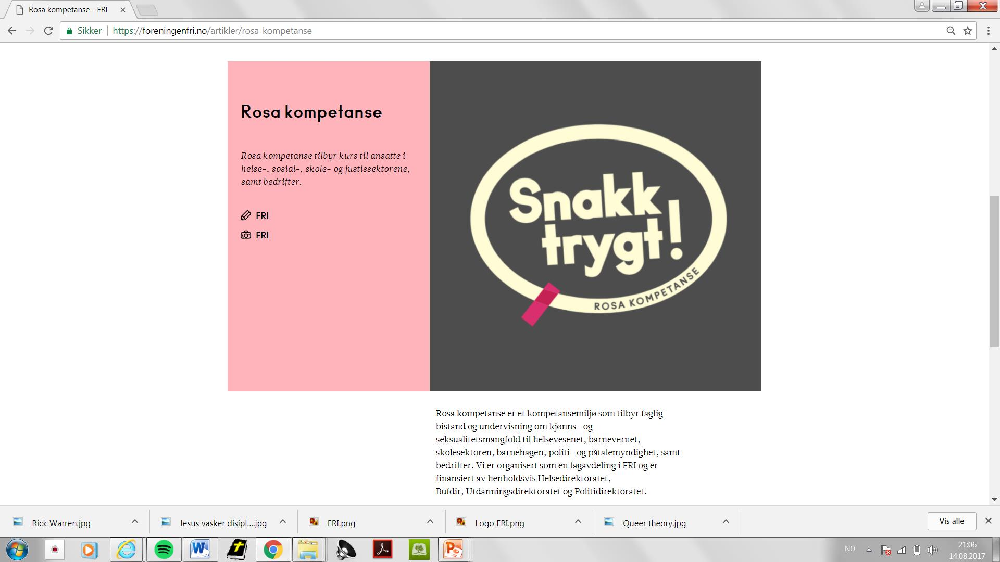 Rosa kompetanse - FRI
Sikker
https://foreningenfri.no/artikler/rosa-kompetanse
Rosa kompetanse
Rosa kompetanse tilbyr kurs til ansatte i
helse-, sosial-, skole- og justissektorene,
samt bedrifter.
FRI
FRI
Snakk
trygt!
ROSA KOMPETANSE
Rosa kompetanse er et kompetansemiljø som tilbyr faglig
bistand og undervisning om kjønns- og
seksualitetsmangfold til helsevesenet, barnevernet,
skolesektoren, barnehagen, politi- og påtalemyndighet, samt
bedrifter. Vi er organisert som en fagavdeling i FRI og er
finansiert av henholdsvis Helsedirektoratet,
Bufdir, Utdanningsdirektoratet og Politidirektoratet.
Rick Warren.jpg
Jesus vasker disipl....jpg
FRI.png
Logo FRI.png
Queer theory.jpg
Vis alle
NO
21:06
14.08.2017